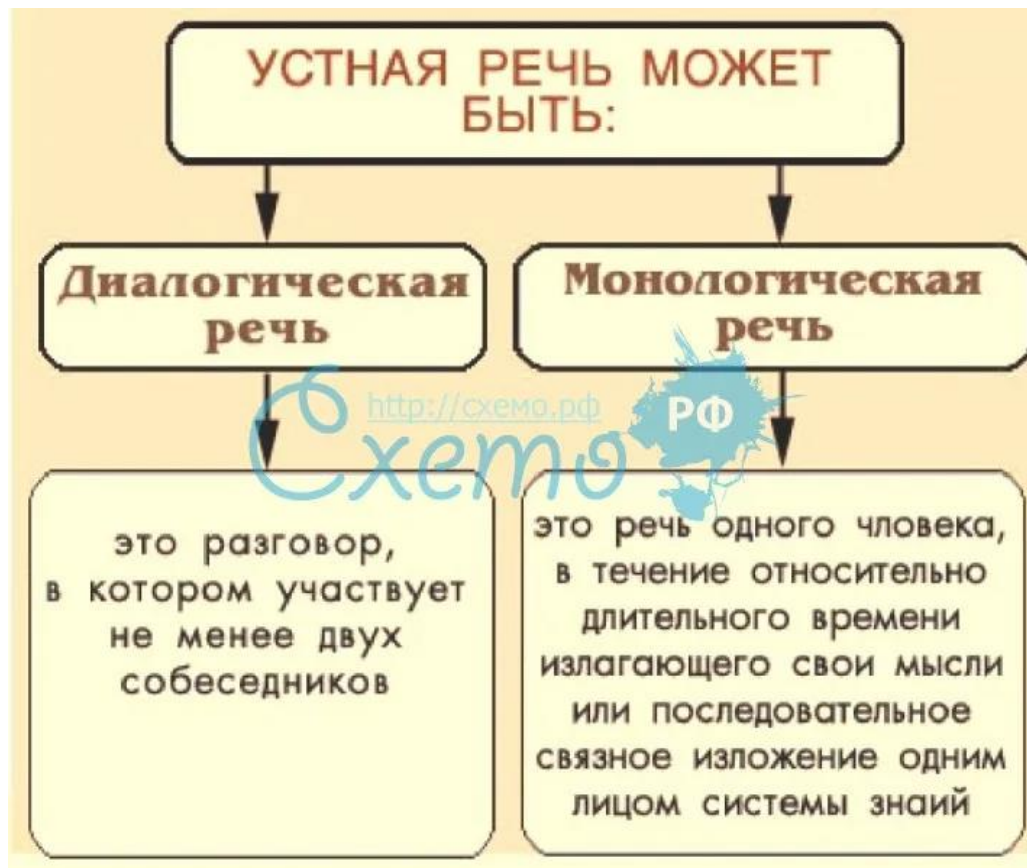 УСТНАЯ РЕЧЬ МОЖЕТ
БЫТЬ:
Диалогическая
речь
Монологическая
речь
http://схемо.рф
Схемо РФ
это разговор,
в котором участвует
не менее двух
собеседников
это речь одного чловека,
в течение относительно
длительного времени
излагающего свои мысли
или последовательное
связное изложение одним
лицом системы знаий